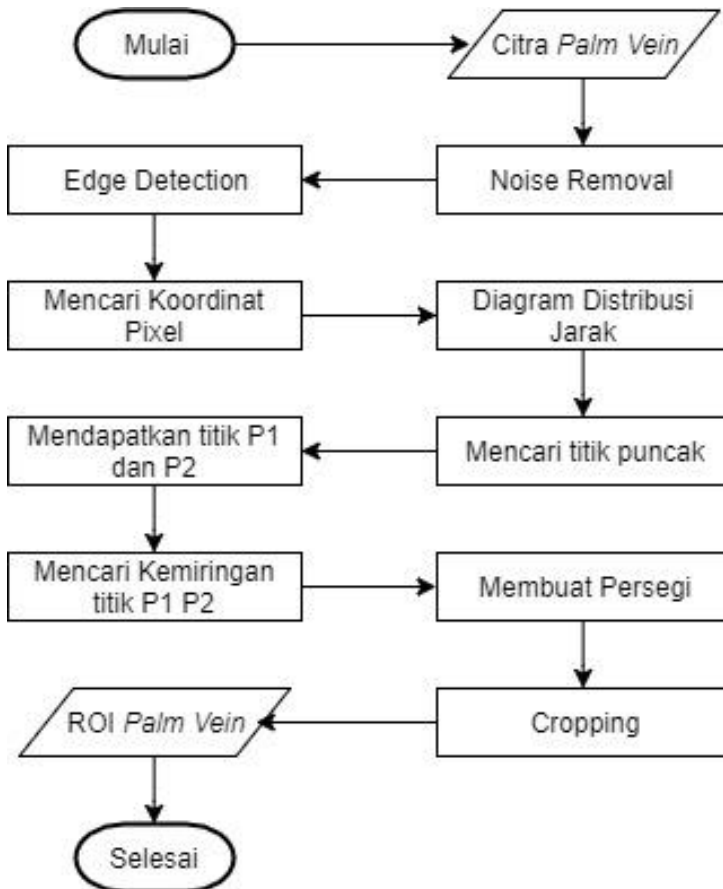 Mulai
Citra Palm Vein
Noise Removal
Edge Detection
Mencari Koordinat
Pixel
Diagram Distribusi
Jarak
Mencari titik puncak
Mendapatkan titik P1
dan P2
Mencari Kemiringan
titik P1 P2
Membuat Persegi
Cropping
ROI Palm Vein
Selesai